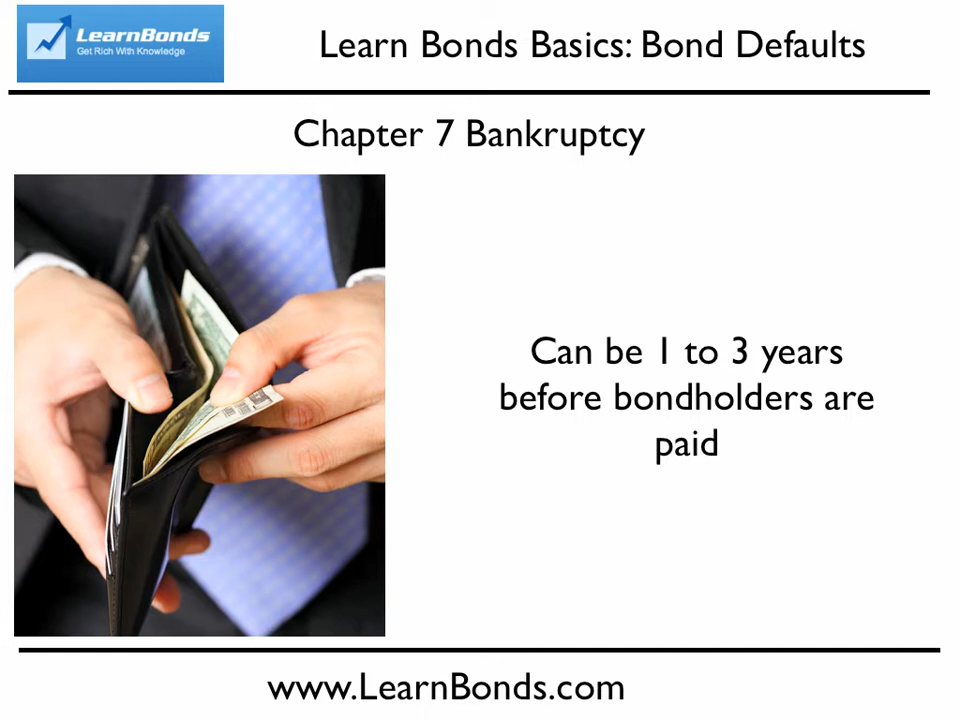 LearnBonds
Get Rich With Knowledge
Learn Bonds Basics: Bond Defaults
Chapter 7 Bankruptcy
Can be 1 to 3 years
before bondholders are
paid
www.LearnBonds.com